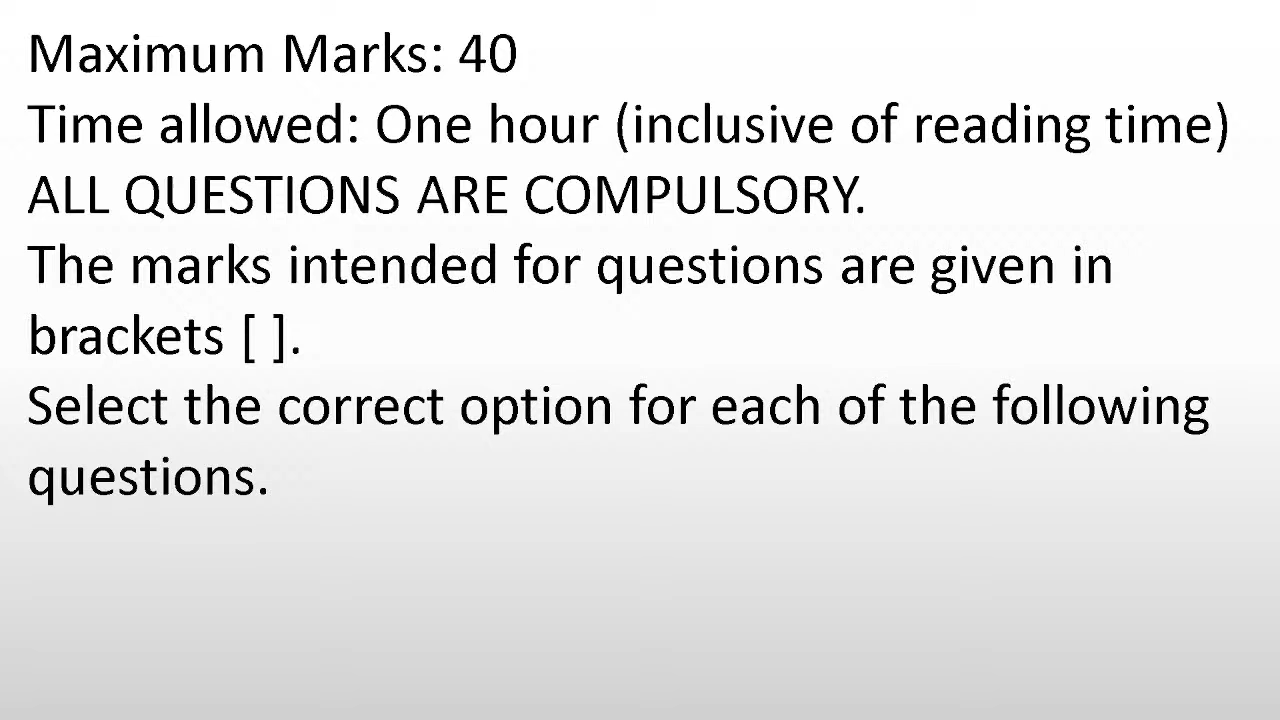 Maximum Marks: 40
Time allowed: One hour (inclusive of reading time)
ALL QUESTIONS ARE COMPULSORY.
The marks intended for questions are given in
brackets [ ].
Select the correct option for each of the following
questions.